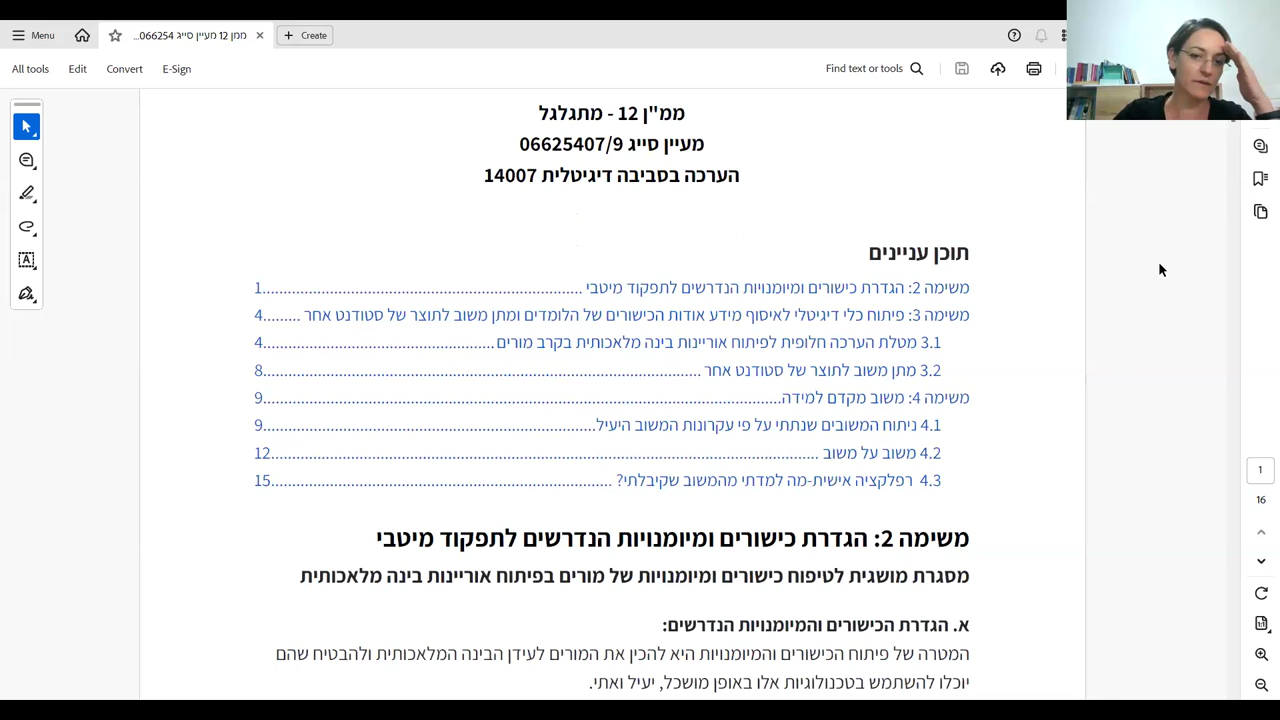 Menu
ממן 12 מעיין סייג 066254...
Create
All tools
Edit
Convert
E-Sign
Find text or tools
ממ"ן 12 - מתגלגל
מעיין סייג 06625407/9
הערכה בסביבה דיגיטלית 14007
תוכן עניינים
משימה 2: הגדרת כישורים ומיומנויות הנדרשים לתפקוד מיטבי ........ 1
משימה 3: פיתוח כלי דיגיטלי לאיסוף מידע אודות הכישורים של הלומדים ומתן משוב לתוצר של סטודנט אחר ......... 4
3.1 מטלת הערכה חלופית לפיתוח אוריינות בינה מלאכותית בקרב מורים ........ 4
3.2 מתן משוב לתוצר של סטודנט אחר ........ 8
משימה 4: משוב מקדם למידה ........ 9
4.1 ניתוח המשובים שנתתי על פי עקרונות המשוב היעיל ........ 9
4.2 משוב על משוב ........ 12
4.3 רפלקציה אישית-מה למדתי מהמשוב שקיבלתי? ........ 15
משימה 2: הגדרת כישורים ומיומנויות הנדרשים לתפקוד מיטבי
מסגרת מושגית לטיפוח כישורים ומיומנויות של מורים בפיתוח אוריינות בינה מלאכותית
א. הגדרת הכישורים והמיומנויות הנדרשים:
המטרה של פיתוח הכישורים והמיומנויות היא להכין את המורים לעידן הבינה המלאכותית ולהבטיח שהם
יוכלו להשתמש בטכנולוגיות אלו באופן מושכל, יעיל ואתי.
1
16